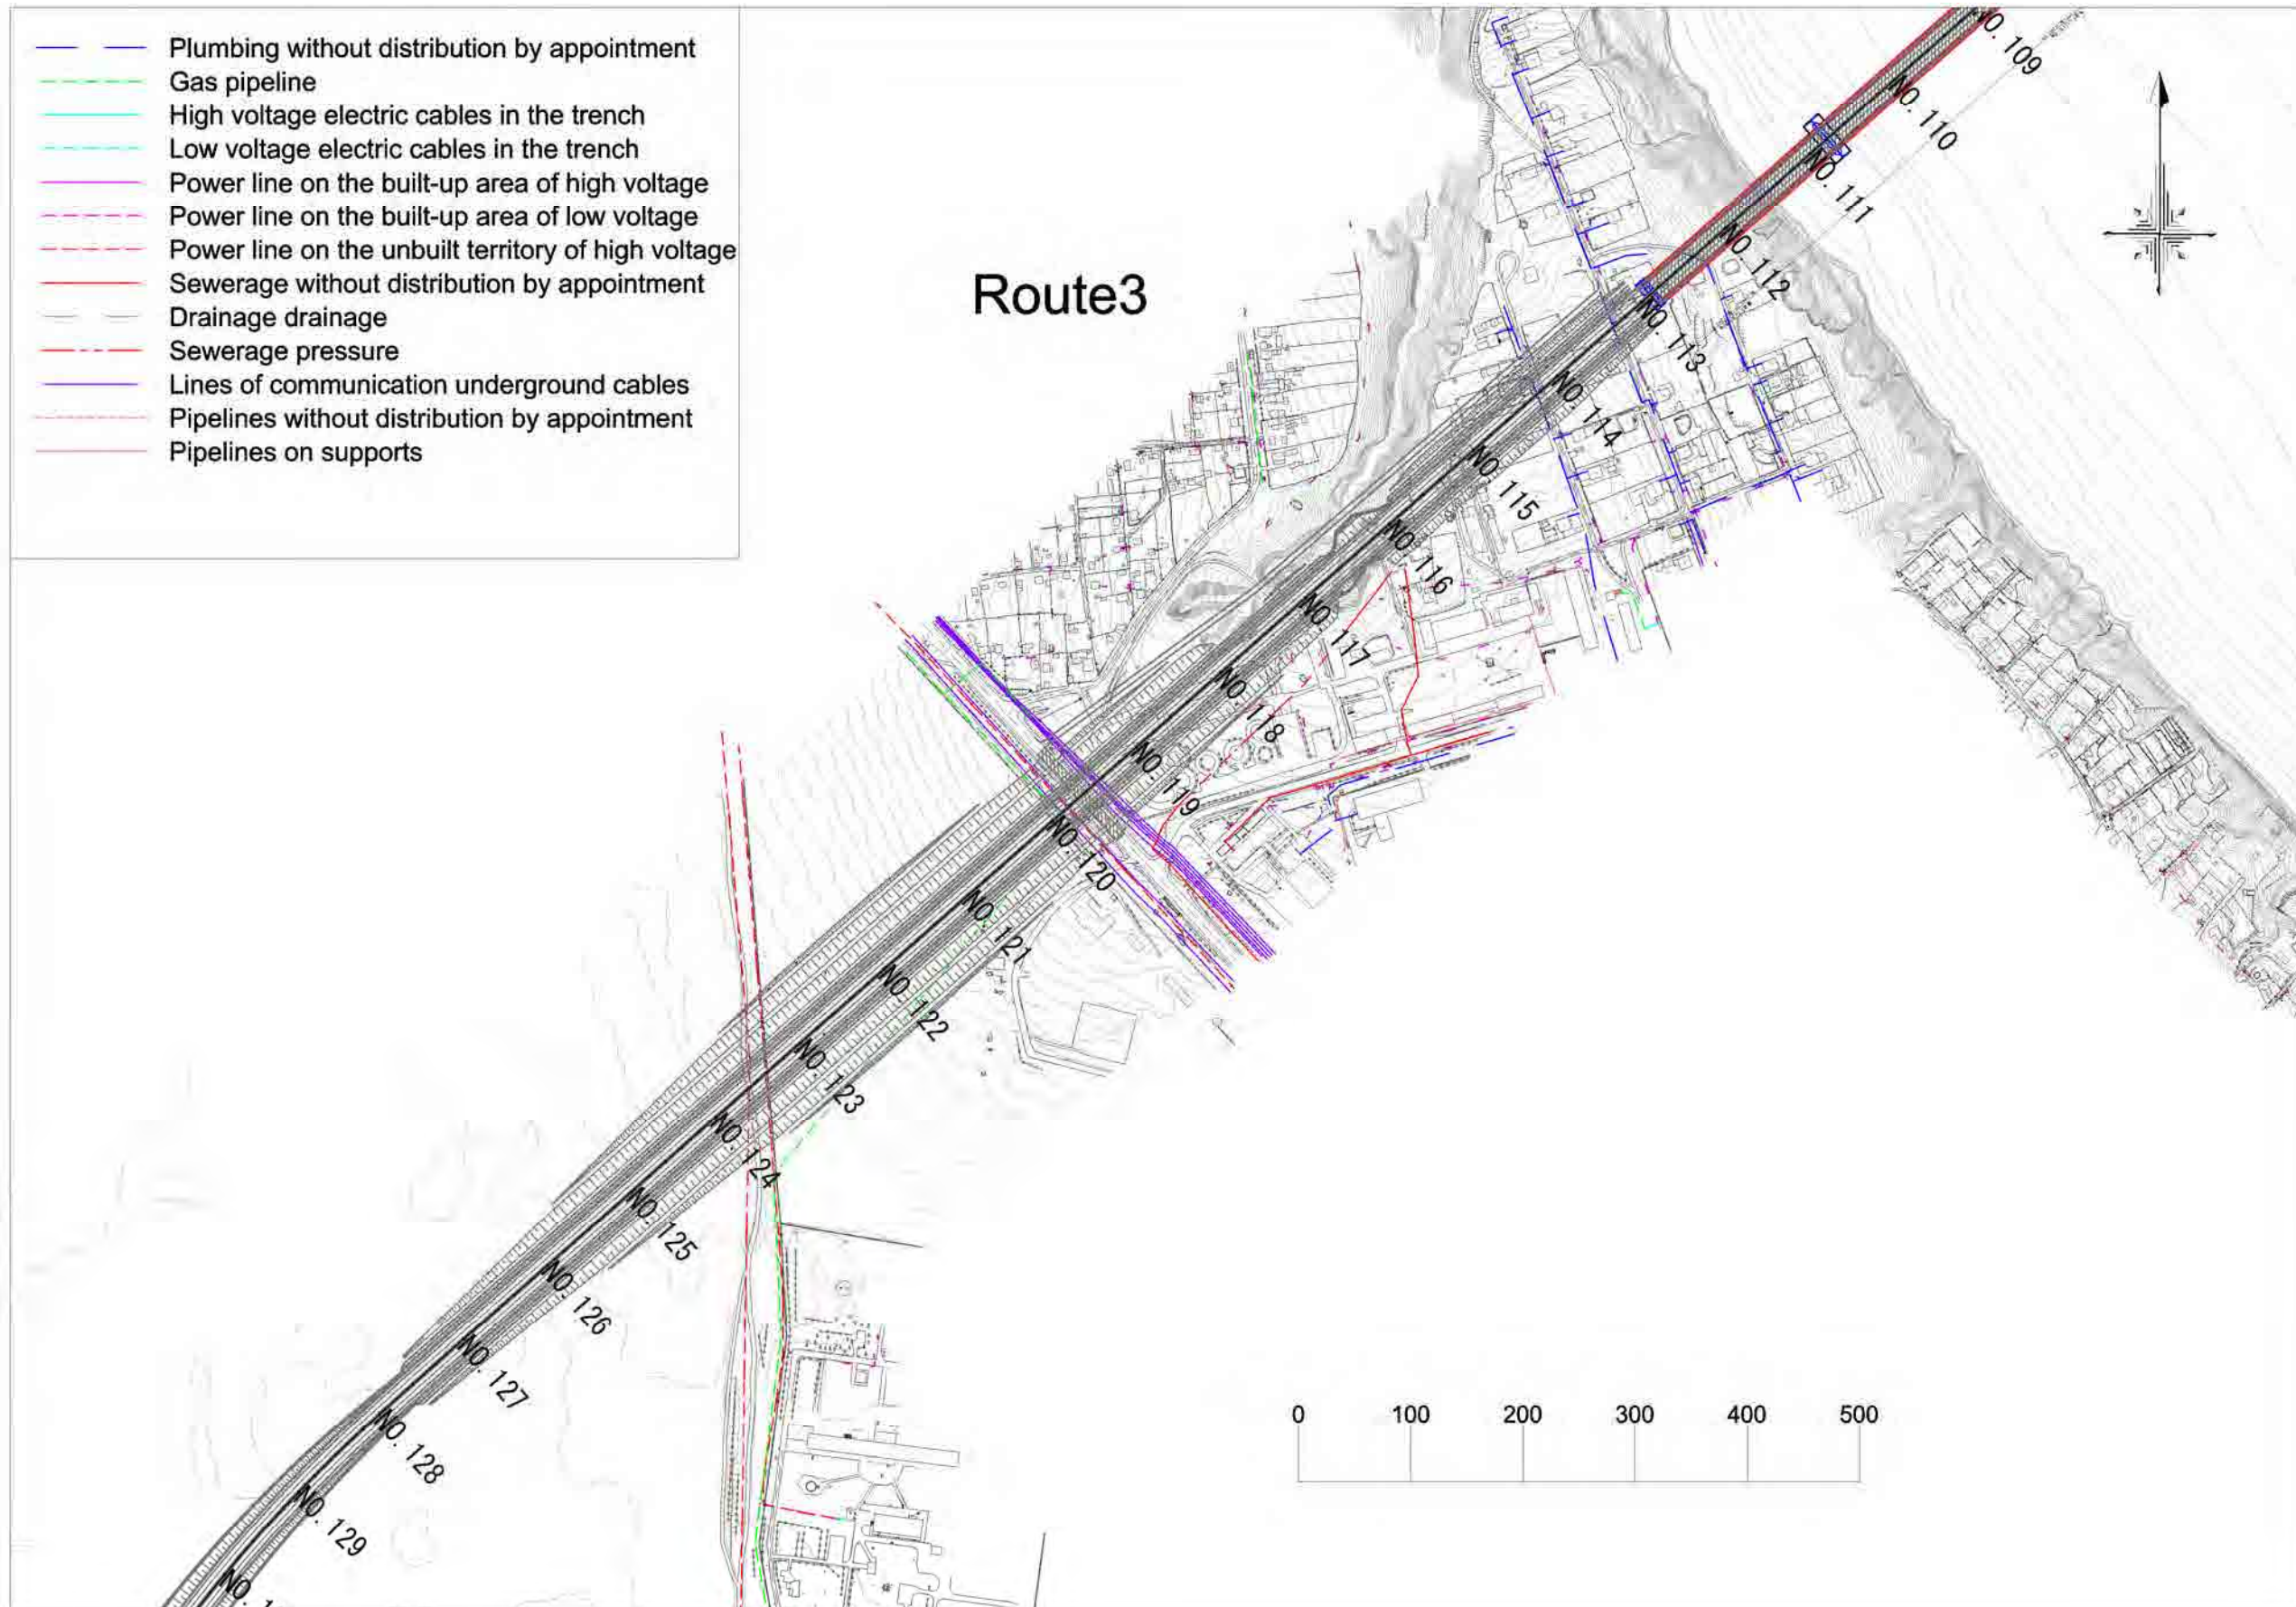 Plumbing without distribution by appointment
Gas pipeline
High voltage electric cables in the trench
Low voltage electric cables in the trench
Power line on the built-up area of high voltage
Power line on the built-up area of low voltage
Power line on the unbuilt territory of high voltage
Sewerage without distribution by appointment
Drainage drainage
Sewerage pressure
Lines of communication underground cables
Pipelines without distribution by appointment
Pipelines on supports
Route3
NO. 109
NO. 110
NO. 111
NO. 112
NO. 113
NO. 114
NO. 115
NO. 116
NO. 117
NO. 118
NO. 119
NO. 120
NO. 121
NO. 122
NO. 123
NO. 124
NO. 125
NO. 126
NO. 127
NO. 128
NO. 129
NO.
0 100 200 300 400 500